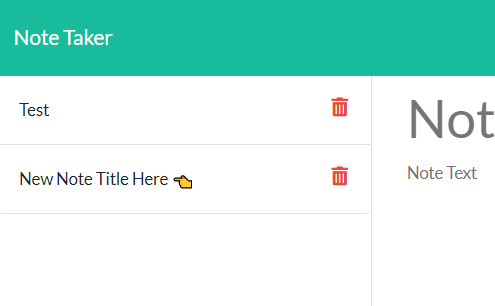 Note Taker
Test
New Note Title Here 👈
Not
Note Text